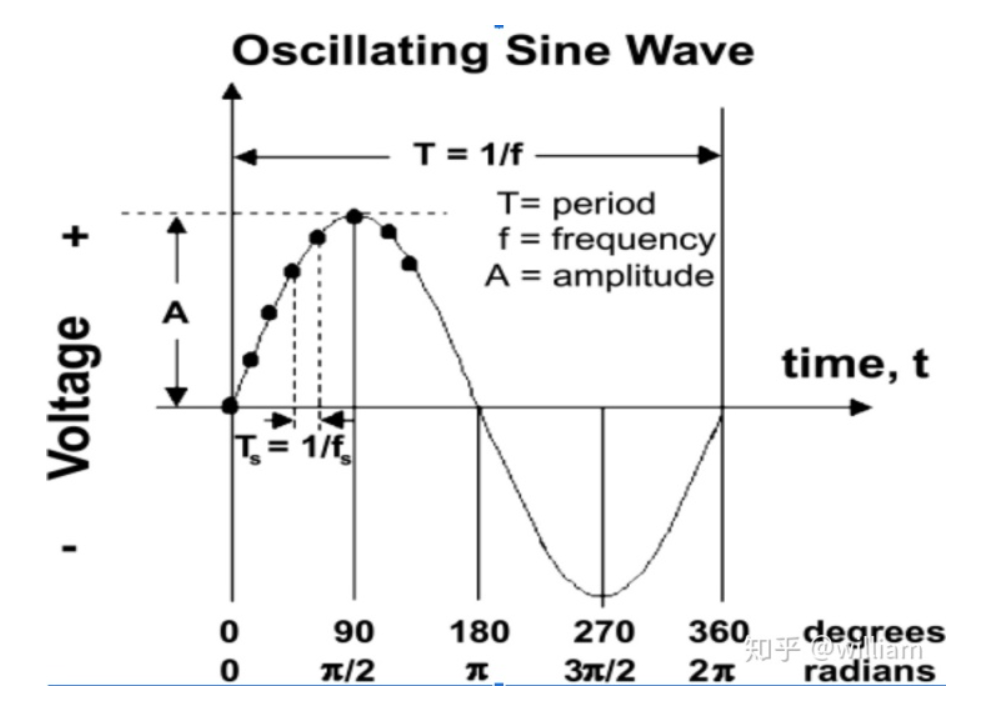 Oscillating Sine Wave
T = 1/f
T= period
f = frequency
A = amplitude
+
A
Voltage
-
time, t
Ts = 1/fs
0 90 180 270 360 degrees
0 π/2 π 3π/2 2π radians
知乎 @william